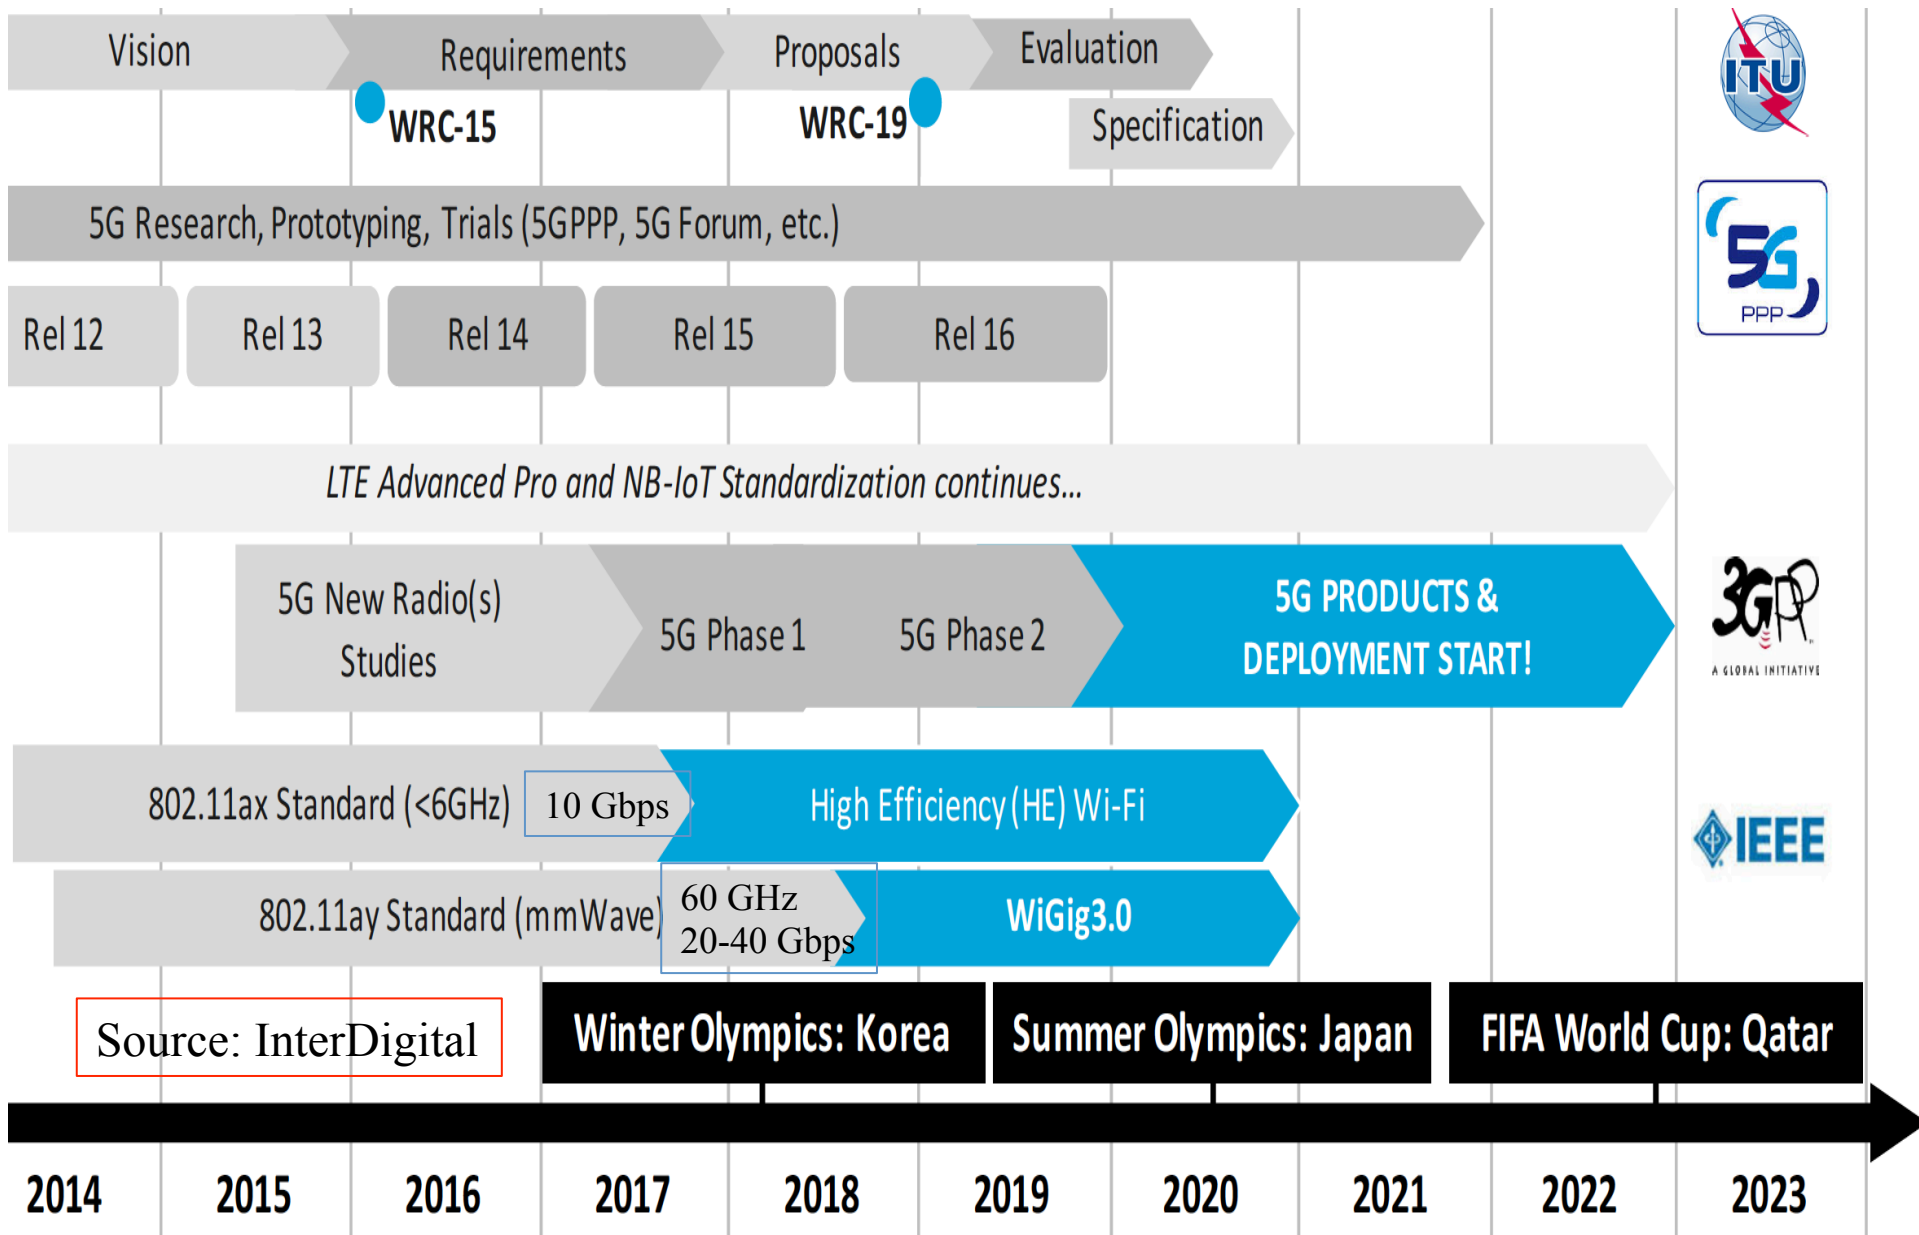 Vision
Requirements
Proposals
Evaluation
WRC-15
WRC-19
Specification
ITU
5G Research, Prototyping, Trials (5GPPP, 5G Forum, etc.)
5G
PPP
Rel 12
Rel 13
Rel 14
Rel 15
Rel 16
LTE Advanced Pro and NB-IoT Standardization continues...
5G New Radio(s)
Studies
5G Phase 1
5G Phase 2
5G PRODUCTS &
DEPLOYMENT START!
3GPP
A GLOBAL INITIATIVE
802.11ax Standard (<6GHz)
10 Gbps
High Efficiency (HE) Wi-Fi
IEEE
802.11ay Standard (mmWave)
60 GHz
20-40 Gbps
WiGig3.0
Source: InterDigital
Winter Olympics: Korea
Summer Olympics: Japan
FIFA World Cup: Qatar
2014
2015
2016
2017
2018
2019
2020
2021
2022
2023